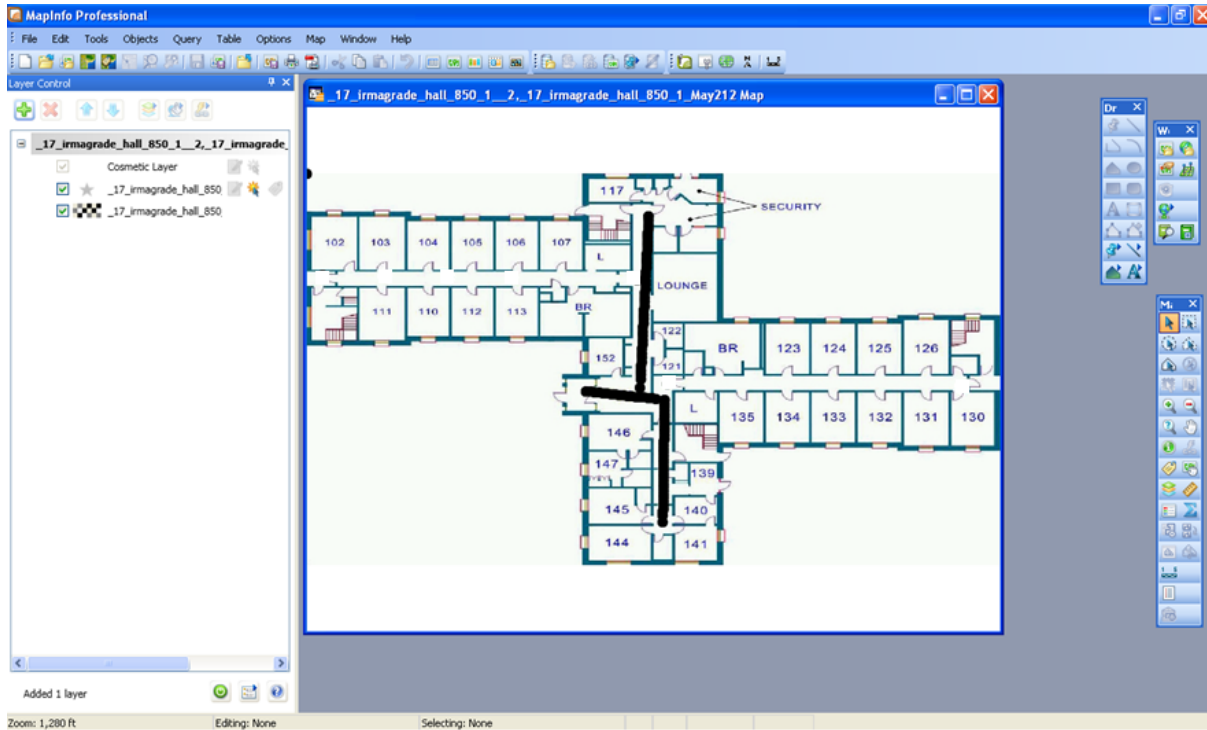 MapInfo Professional
File Edit Tools Objects Query Table Options Map Window Help
Layer Control
_17_irmagrade_hall_850_1__2,_17_irmagrade_
Cosmetic Layer
_17_irmagrade_hall_850
_17_irmagrade_hall_850
Added 1 layer
_17_irmagrade_hall_850_1__2,_17_irmagrade_hall_850_1_May212 Map
117
SECURITY
102 103 104 105 106 107
L
LOUNGE
111 110 112 113 BR
122
152 121 BR 123 124 125 126
L 135 134 133 132 131 130
146
147 139
145 140
144 141
Dr
W
M
Zoom: 1,280 ft Editing: None Selecting: None